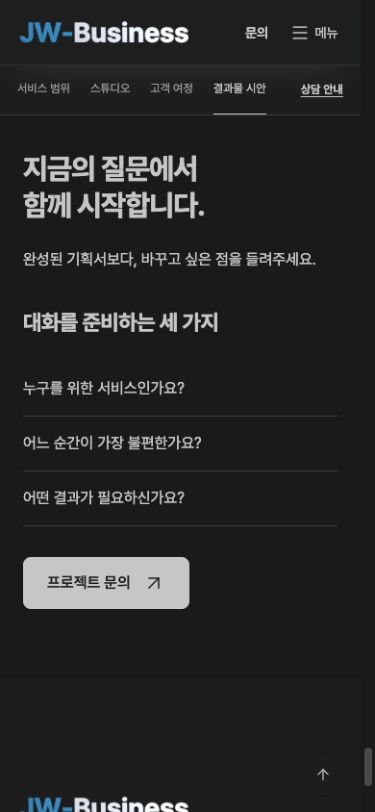 JW-Business
문의
메뉴
서비스 범위
스튜디오
고객 여정
결과물 시안
상담 안내
지금의 질문에서
함께 시작합니다.
완성된 기획서보다, 바꾸고 싶은 점을 들려주세요.
대화를 준비하는 세 가지
누구를 위한 서비스인가요?
어느 순간이 가장 불편한가요?
어떤 결과가 필요하신가요?
프로젝트 문의
JW-Business